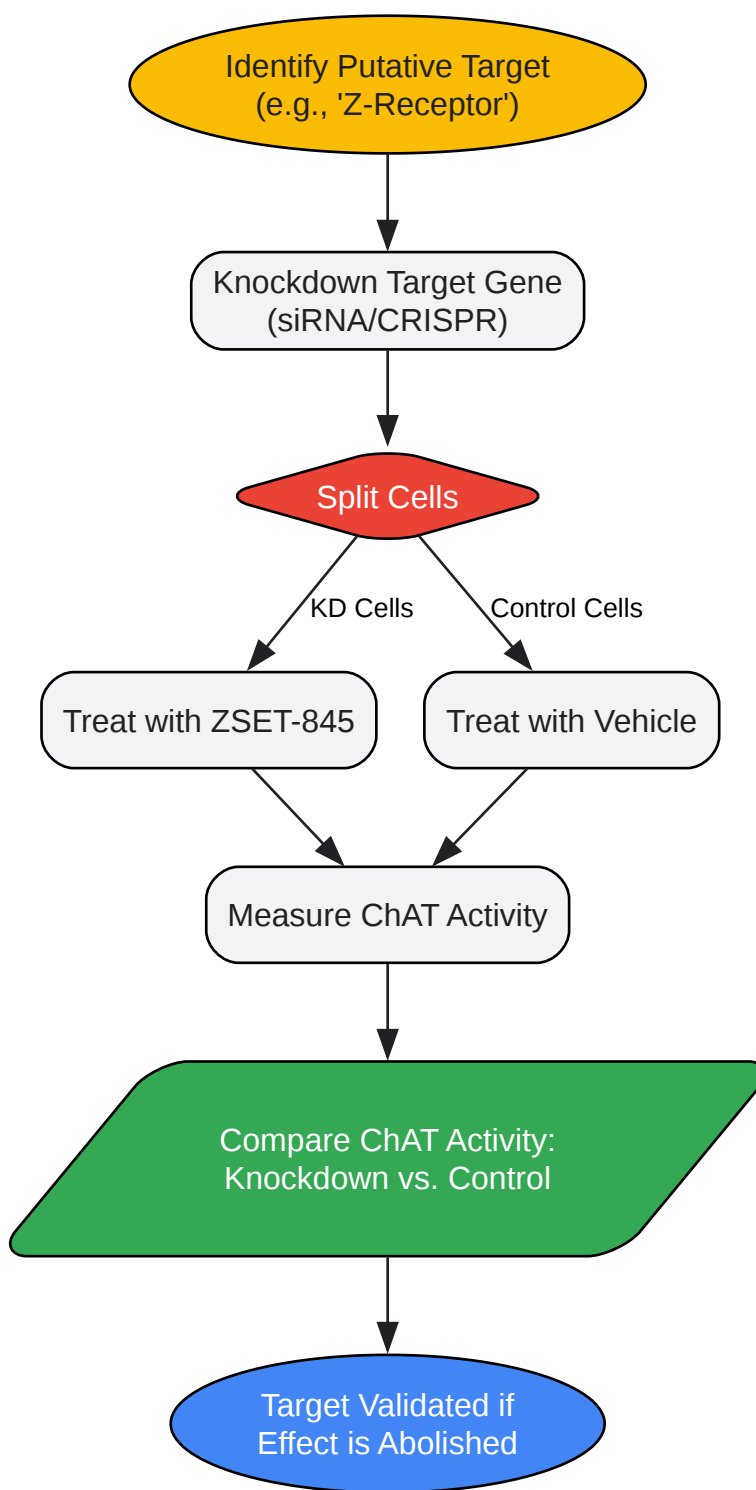 Identify Putative Target
(e.g., 'Z-Receptor')
Knockdown Target Gene
(siRNA/CRISPR)
Split Cells
KD Cells
Control Cells
Treat with ZSET-845
Treat with Vehicle
Measure ChAT Activity
Compare ChAT Activity:
Knockdown vs. Control
Target Validated if
Effect is Abolished